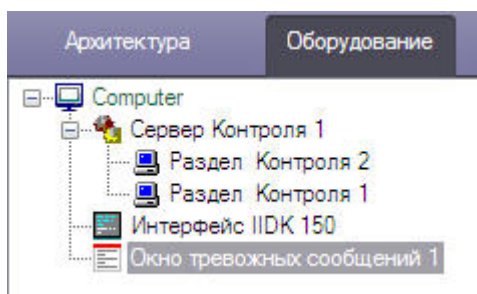 Архитектура Оборудование
Computer
Сервер Контроля 1
Раздел Контроля 2
Раздел Контроля 1
Интерфейс IIDK 150
Окно тревожных сообщений 1